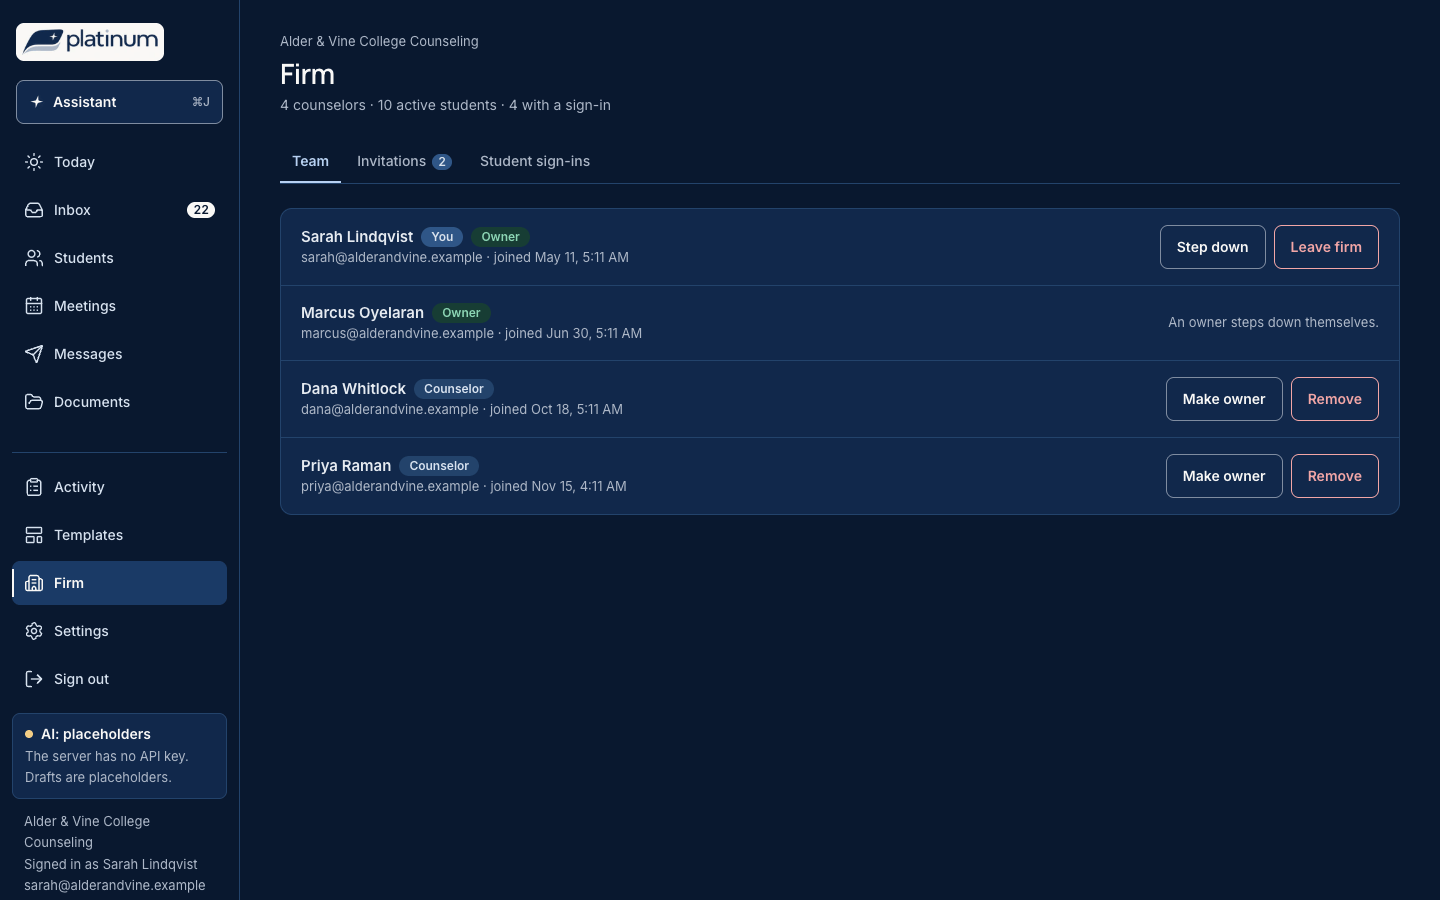 platinum
Assistant ⌘J
Today
Inbox 22
Students
Meetings
Messages
Documents
Activity
Templates
Firm
Settings
Sign out
AI: placeholders
The server has no API key.
Drafts are placeholders.
Alder & Vine College
Counseling
Signed in as Sarah Lindqvist
sarah@alderandvine.example
Alder & Vine College Counseling
Firm
4 counselors · 10 active students · 4 with a sign-in
Team Invitations 2 Student sign-ins
Sarah Lindqvist You Owner
sarah@alderandvine.example · joined May 11, 5:11 AM
Step down Leave firm
Marcus Oyelaran Owner
marcus@alderandvine.example · joined Jun 30, 5:11 AM
An owner steps down themselves.
Dana Whitlock Counselor
dana@alderandvine.example · joined Oct 18, 5:11 AM
Make owner Remove
Priya Raman Counselor
priya@alderandvine.example · joined Nov 15, 4:11 AM
Make owner Remove